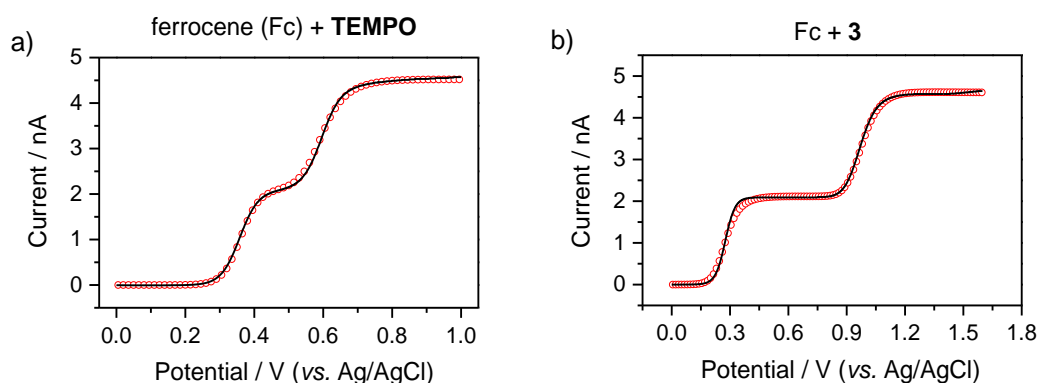 a)
ferrocene (Fc) + TEMPO
Current / nA
5
4
3
2
1
0
0.0 0.2 0.4 0.6 0.8 1.0
Potential / V (vs. Ag/AgCl)
b)
Fc + 3
Current / nA
5
4
3
2
1
0
0.0 0.3 0.6 0.9 1.2 1.5 1.8
Potential / V (vs. Ag/AgCl)